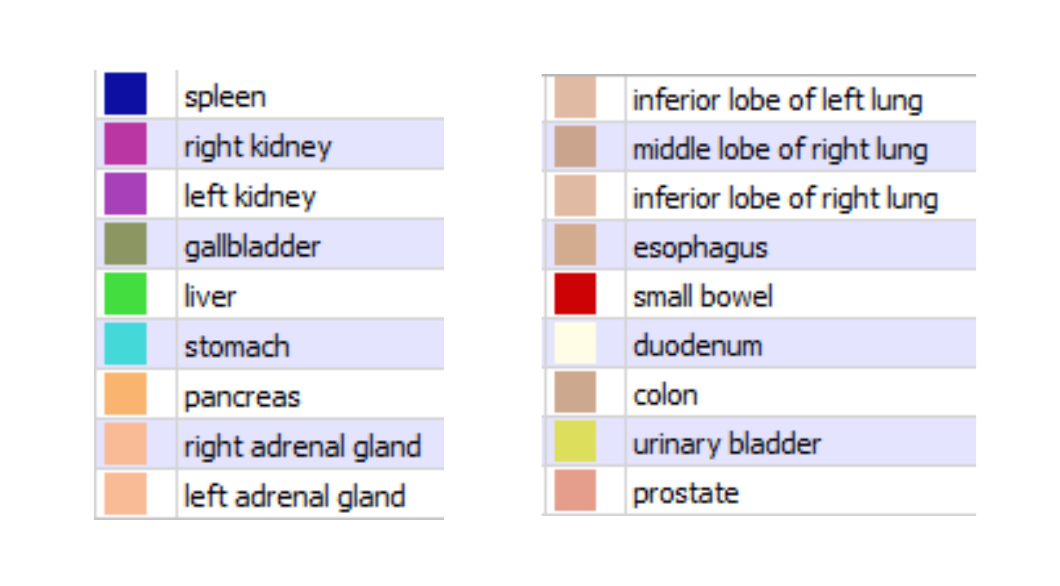 spleen
right kidney
left kidney
gallbladder
liver
stomach
pancreas
right adrenal gland
left adrenal gland
inferior lobe of left lung
middle lobe of right lung
inferior lobe of right lung
esophagus
small bowel
duodenum
colon
urinary bladder
prostate